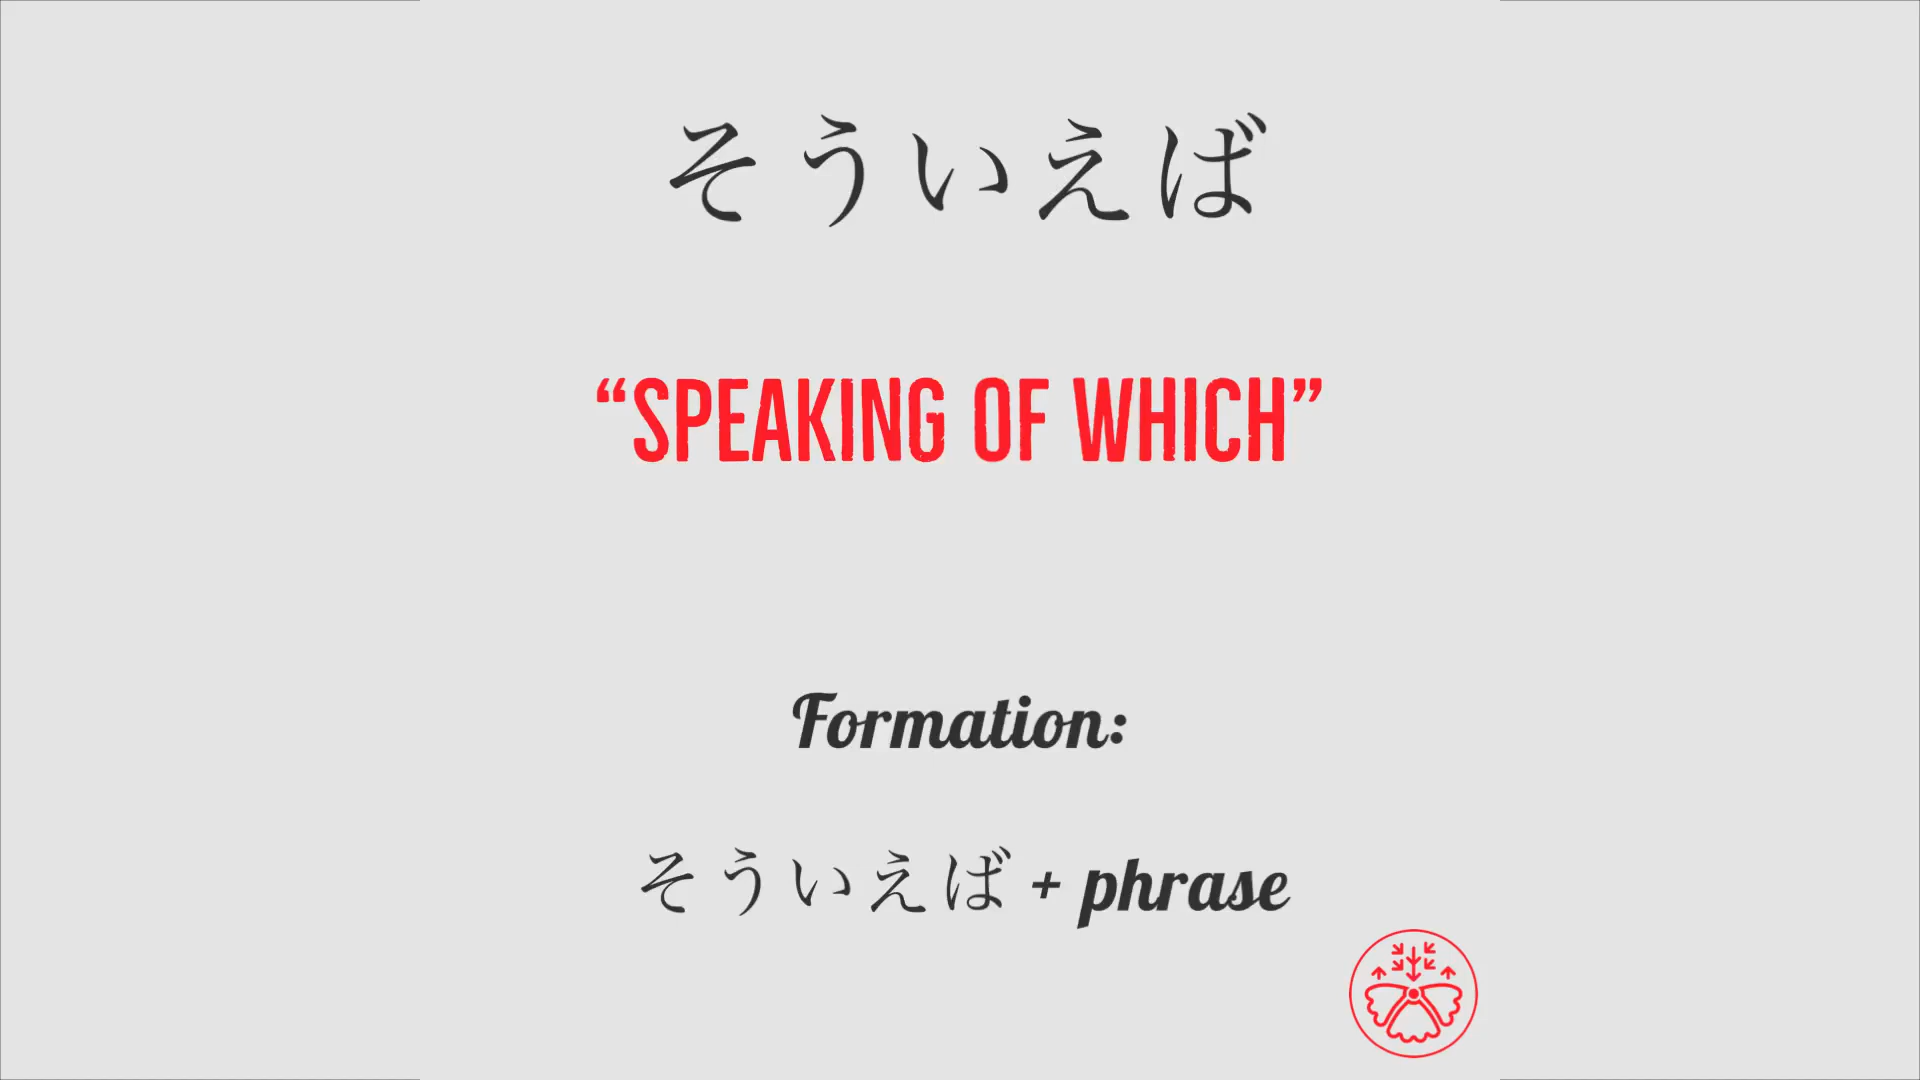 そういえば
“SPEAKING OF WHICH”
Formation:
そういえば + phrase